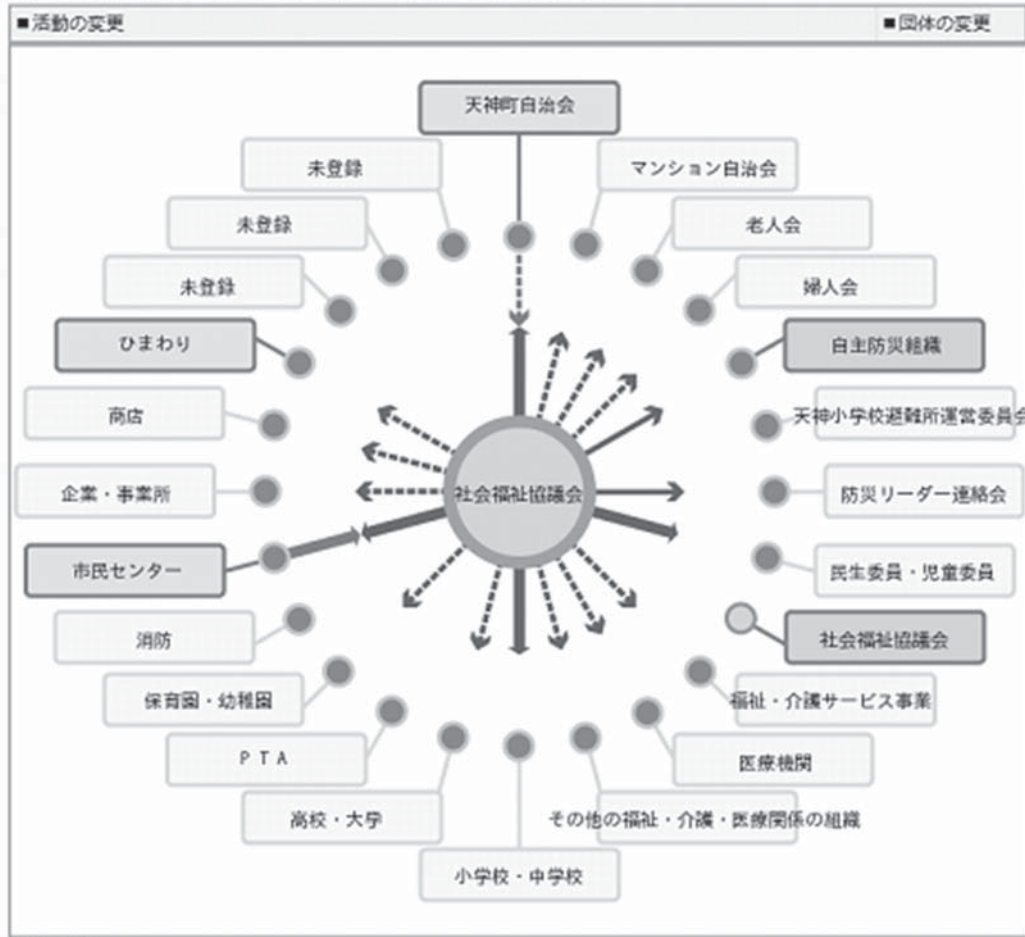 ■活動の変更
■団体の変更
天神町自治会
未登録
マンション自治会
未登録
老人会
未登録
婦人会
ひまわり
自主防災組織
商店
天神小学校避難所運営委員会
企業・事業所
社会福祉協議会
防災リーダー連絡会
市民センター
民生委員・児童委員
消防
社会福祉協議会
保育園・幼稚園
福祉・介護サービス事業
ＰＴＡ
医療機関
高校・大学
その他の福祉・介護・医療関係の組織
小学校・中学校